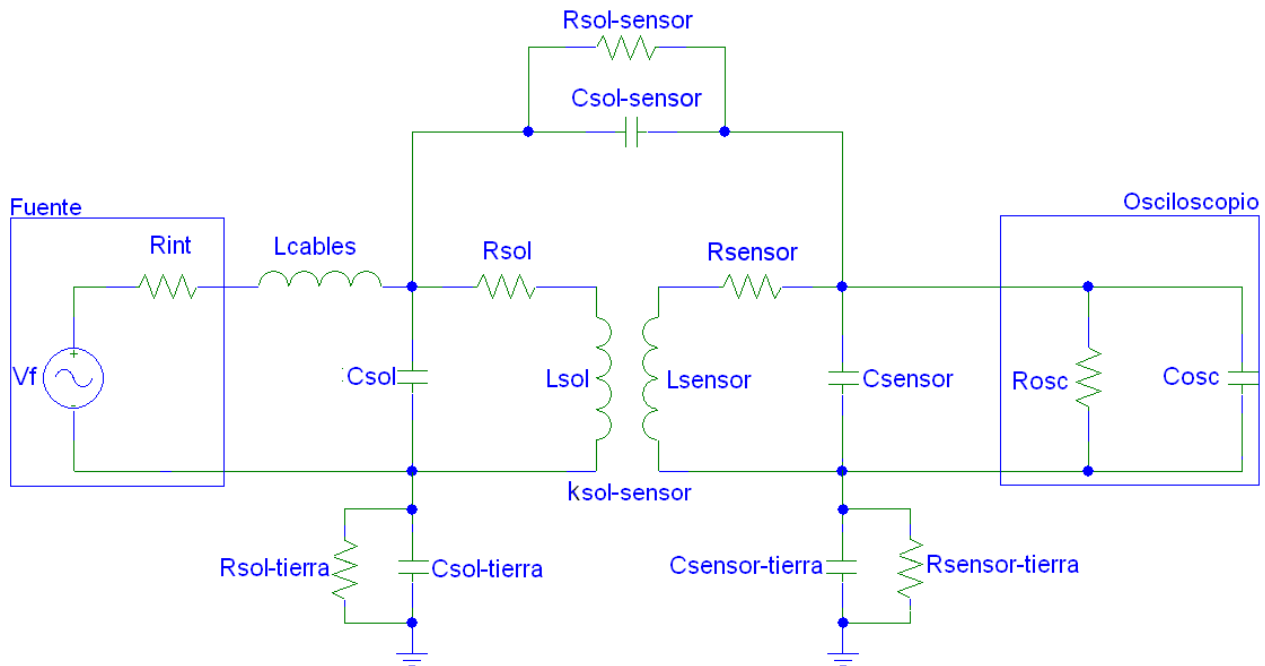 Rsol-sensor
Csol-sensor
Fuente
Osciloscopio
Rint
Lcables
Rsol
Rsensor
Vf
+
-
Csol
Lsol
Lsensor
Csensor
Rosc
Cosc
ksol-sensor
Rsol-tierra
Csol-tierra
Csensor-tierra
Rsensor-tierra